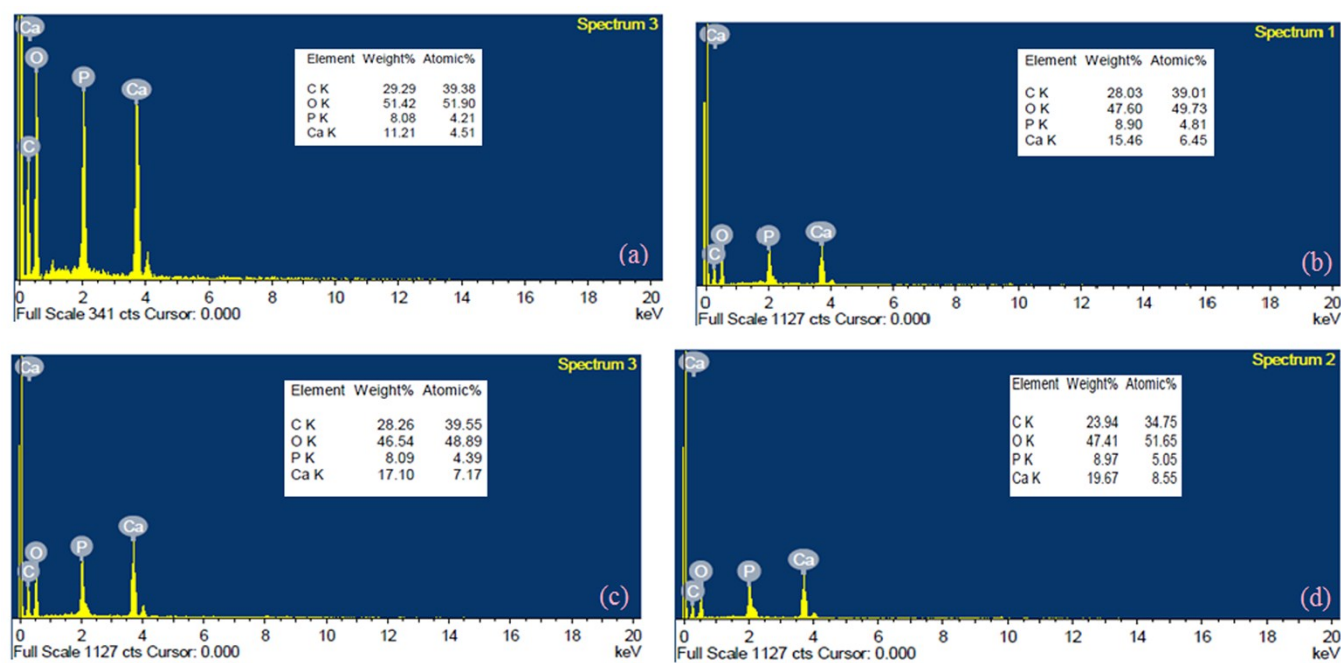 Spectrum 3
Ca
O
P
Ca
C
Element Weight% Atomic%
C K 29.29 39.38
O K 51.42 51.90
P K 8.08 4.21
Ca K 11.21 4.51
(a)
0 2 4 6 8 10 12 14 16 18 20
Full Scale 341 cts Cursor: 0.000 keV
Spectrum 1
Ca
Element Weight% Atomic%
C K 28.03 39.01
O K 47.60 49.73
P K 8.90 4.81
Ca K 15.46 6.45
O P Ca
C
(b)
0 2 4 6 8 10 12 14 16 18 20
Full Scale 1127 cts Cursor: 0.000 keV
Spectrum 3
Ca
Element Weight% Atomic%
C K 28.26 39.55
O K 46.54 48.89
P K 8.09 4.39
Ca K 17.10 7.17
Ca
O P
C
(c)
0 2 4 6 8 10 12 14 16 18 20
Full Scale 1127 cts Cursor: 0.000 keV
Spectrum 2
Ca
Element Weight% Atomic%
C K 23.94 34.75
O K 47.41 51.65
P K 8.97 5.05
Ca K 19.67 8.55
Ca
O P
C
(d)
0 2 4 6 8 10 12 14 16 18 20
Full Scale 1127 cts Cursor: 0.000 keV